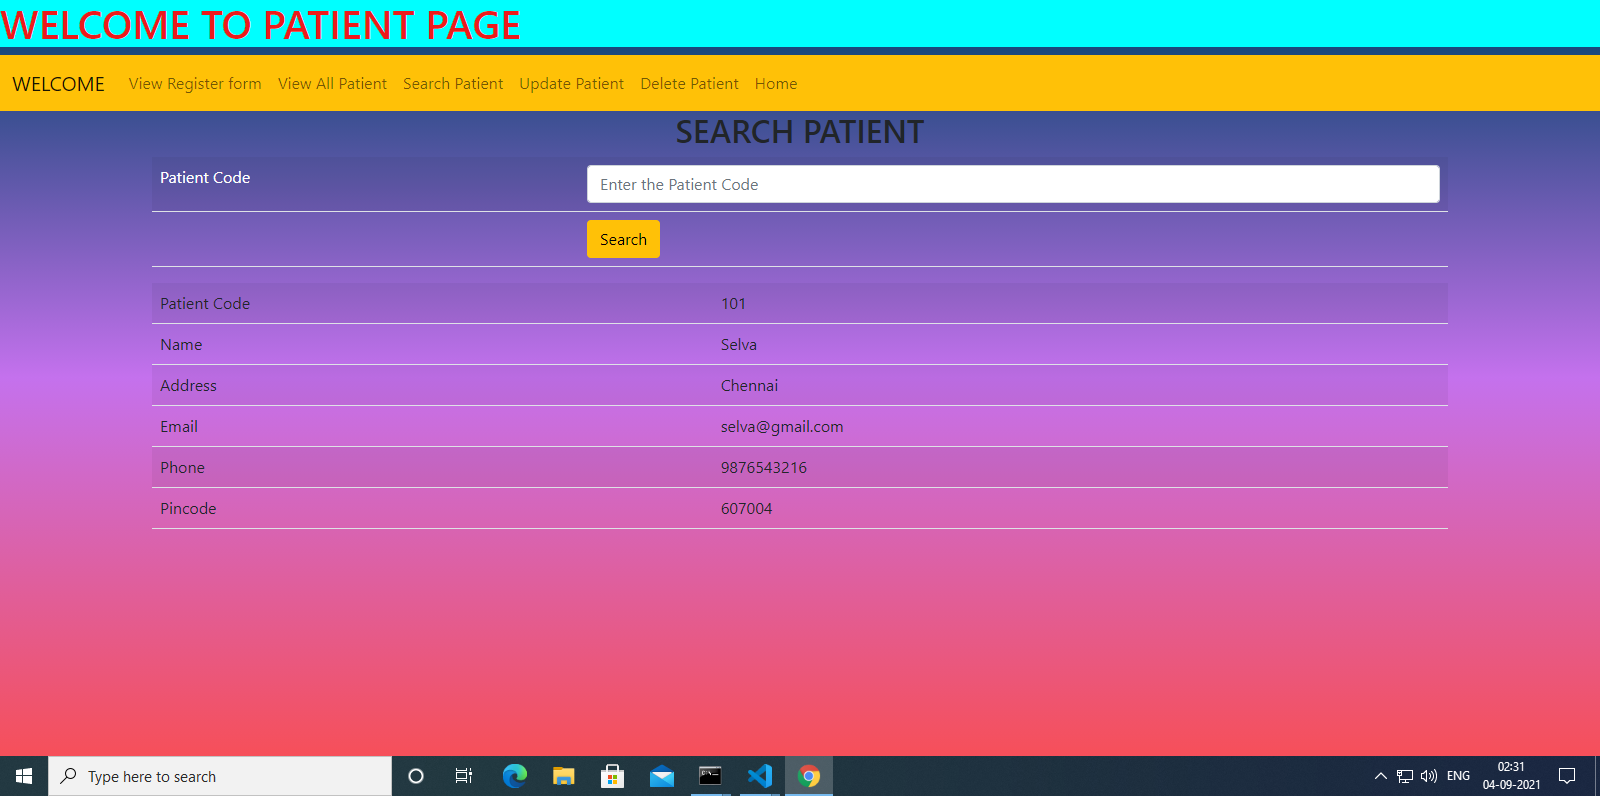 WELCOME TO PATIENT PAGE
WELCOME View Register form View All Patient Search Patient Update Patient Delete Patient Home
SEARCH PATIENT
Patient Code Enter the Patient Code
Search
Patient Code 101
Name Selva
Address Chennai
Email selva@gmail.com
Phone 9876543216
Pincode 607004
Type here to search
ENG
02:31
04-09-2021